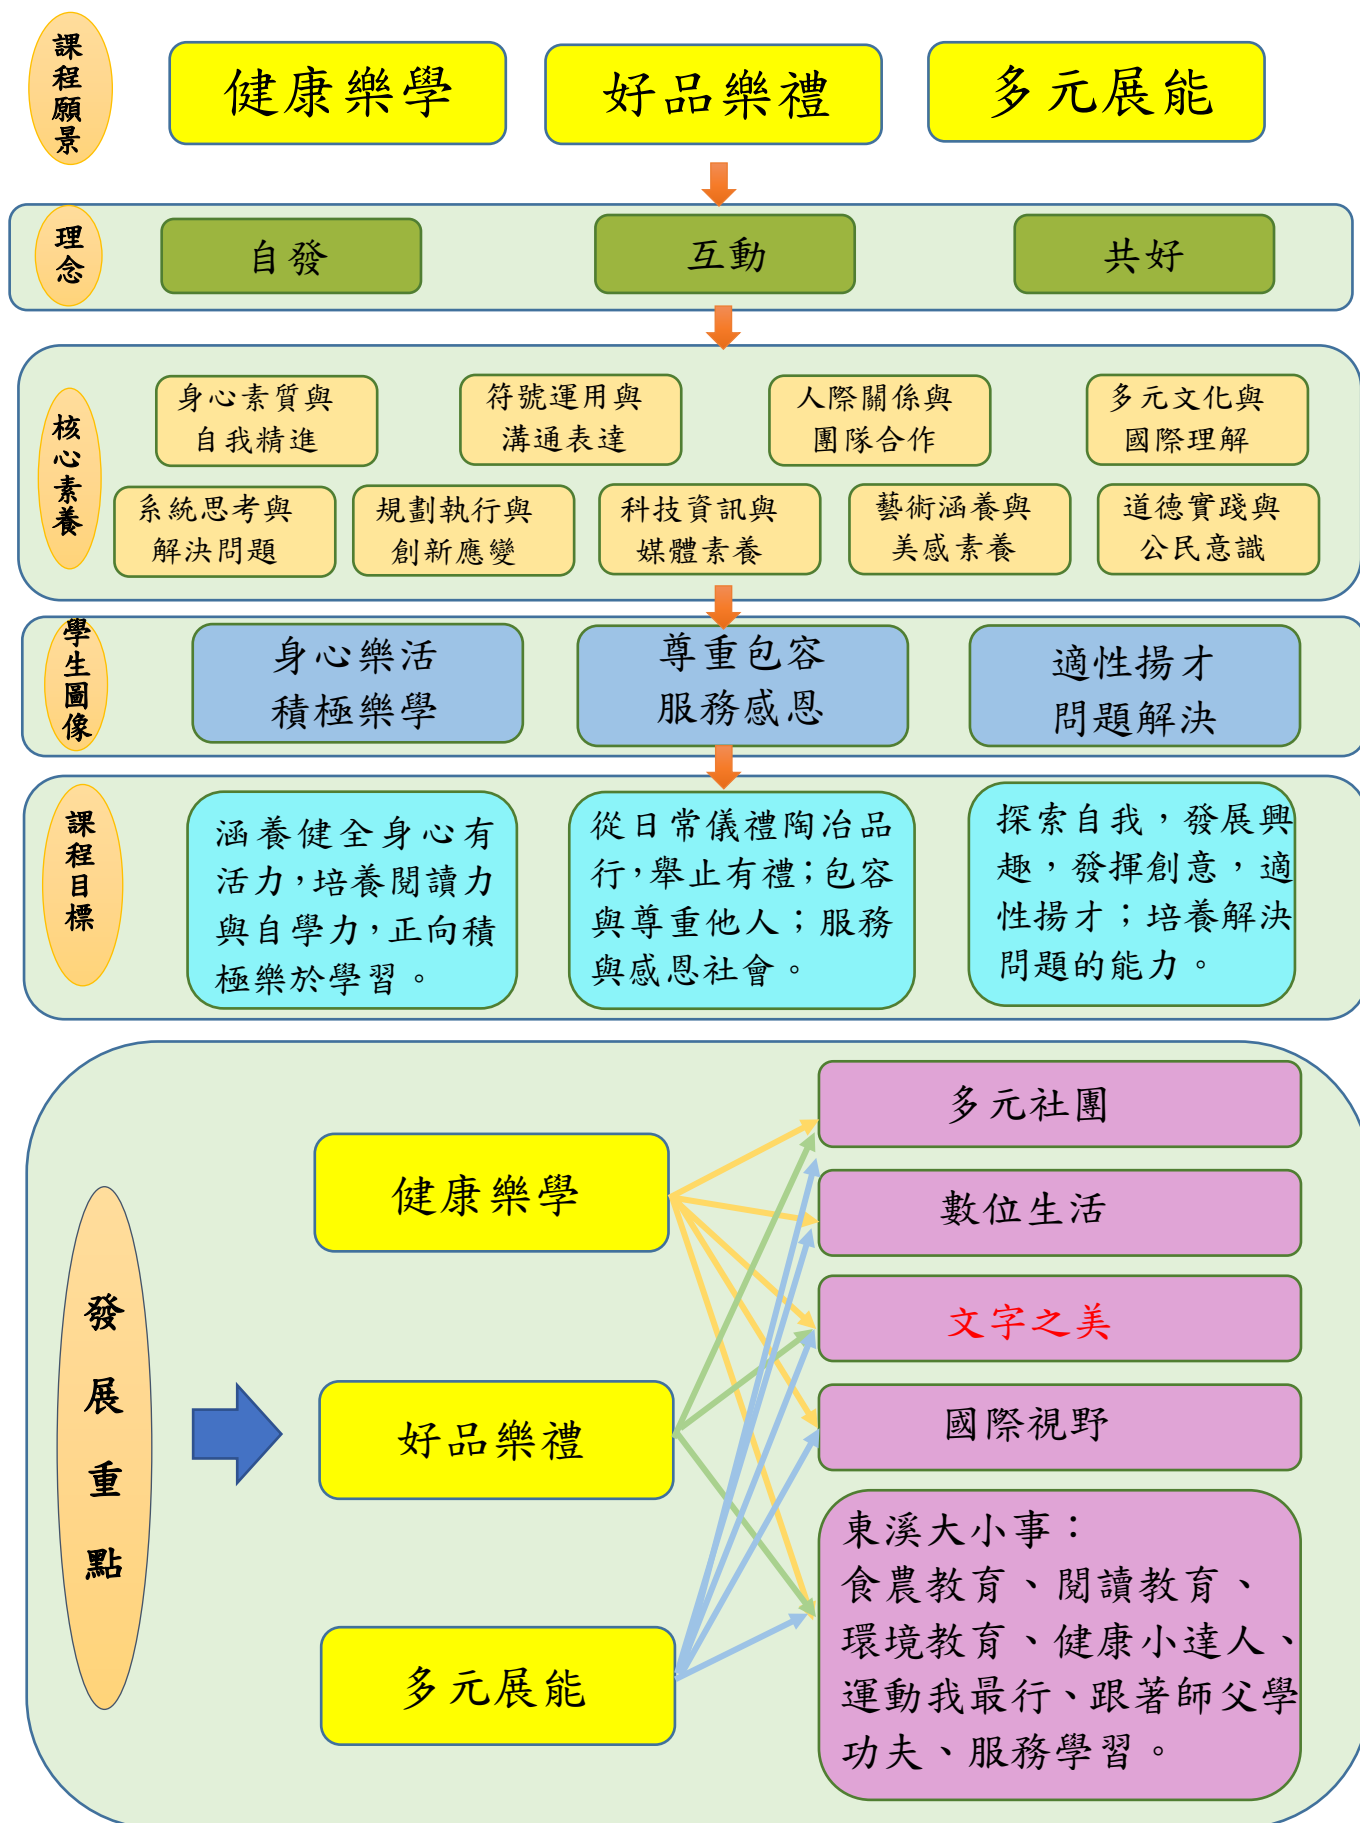 課程願景
健康樂學
好品樂禮
多元展能
理念
自發
互動
共好
核心素養
身心素質與
自我精進
符號運用與
溝通表達
人際關係與
團隊合作
多元文化與
國際理解
系統思考與
解決問題
規劃執行與
創新應變
科技資訊與
媒體素養
藝術涵養與
美感素養
道德實踐與
公民意識
學生圖像
身心樂活
積極樂學
尊重包容
服務感恩
適性揚才
問題解決
課程目標
涵養健全身心有
活力，培養閱讀力
與自學力，正向積
極樂於學習。
從日常儀禮陶冶品
行，舉止有禮；包容
與尊重他人；服務
與感恩社會。
探索自我，發展興
趣，發揮創意，適
性揚才；培養解決
問題的能力。
發展重點
健康樂學
好品樂禮
多元展能
多元社團
數位生活
文字之美
國際視野
東溪大小事：
食農教育、閱讀教育、
環境教育、健康小達人、
運動我最行、跟著師父學
功夫、服務學習。